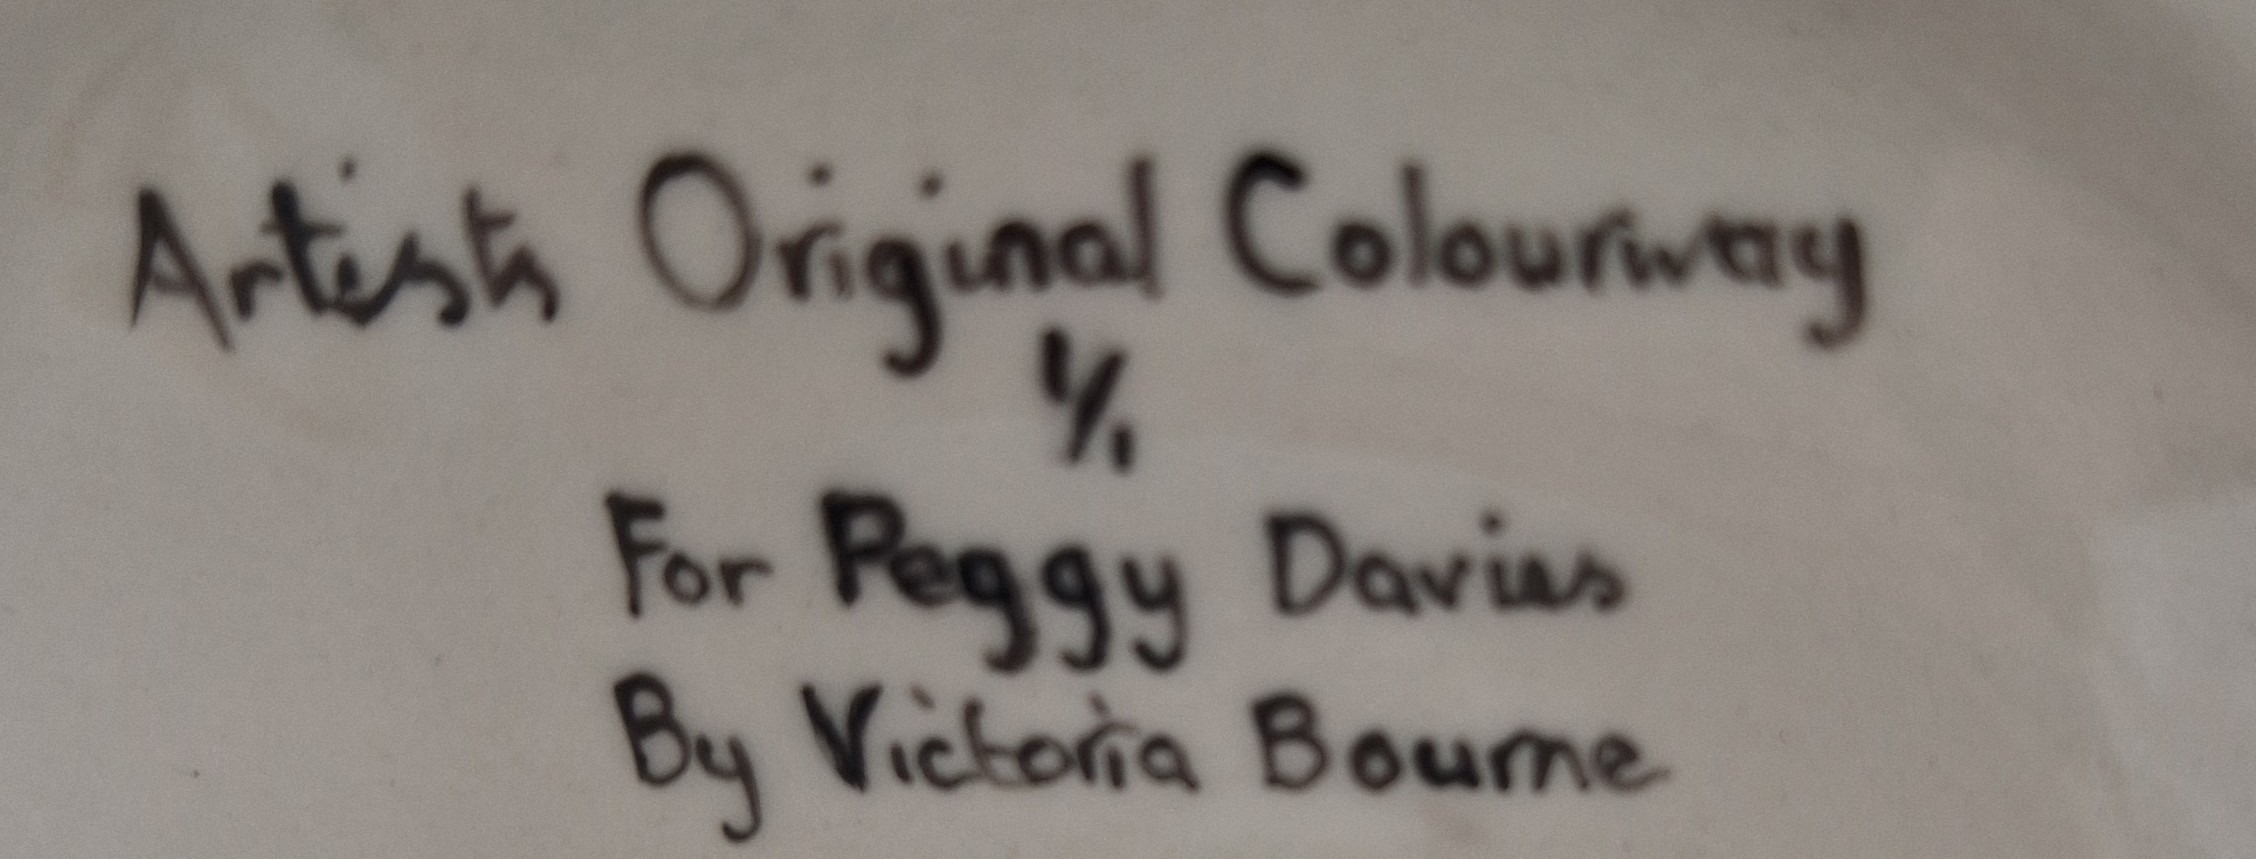 Artists Original Colourway
1/1
For Peggy Davies
By Victoria Bourne